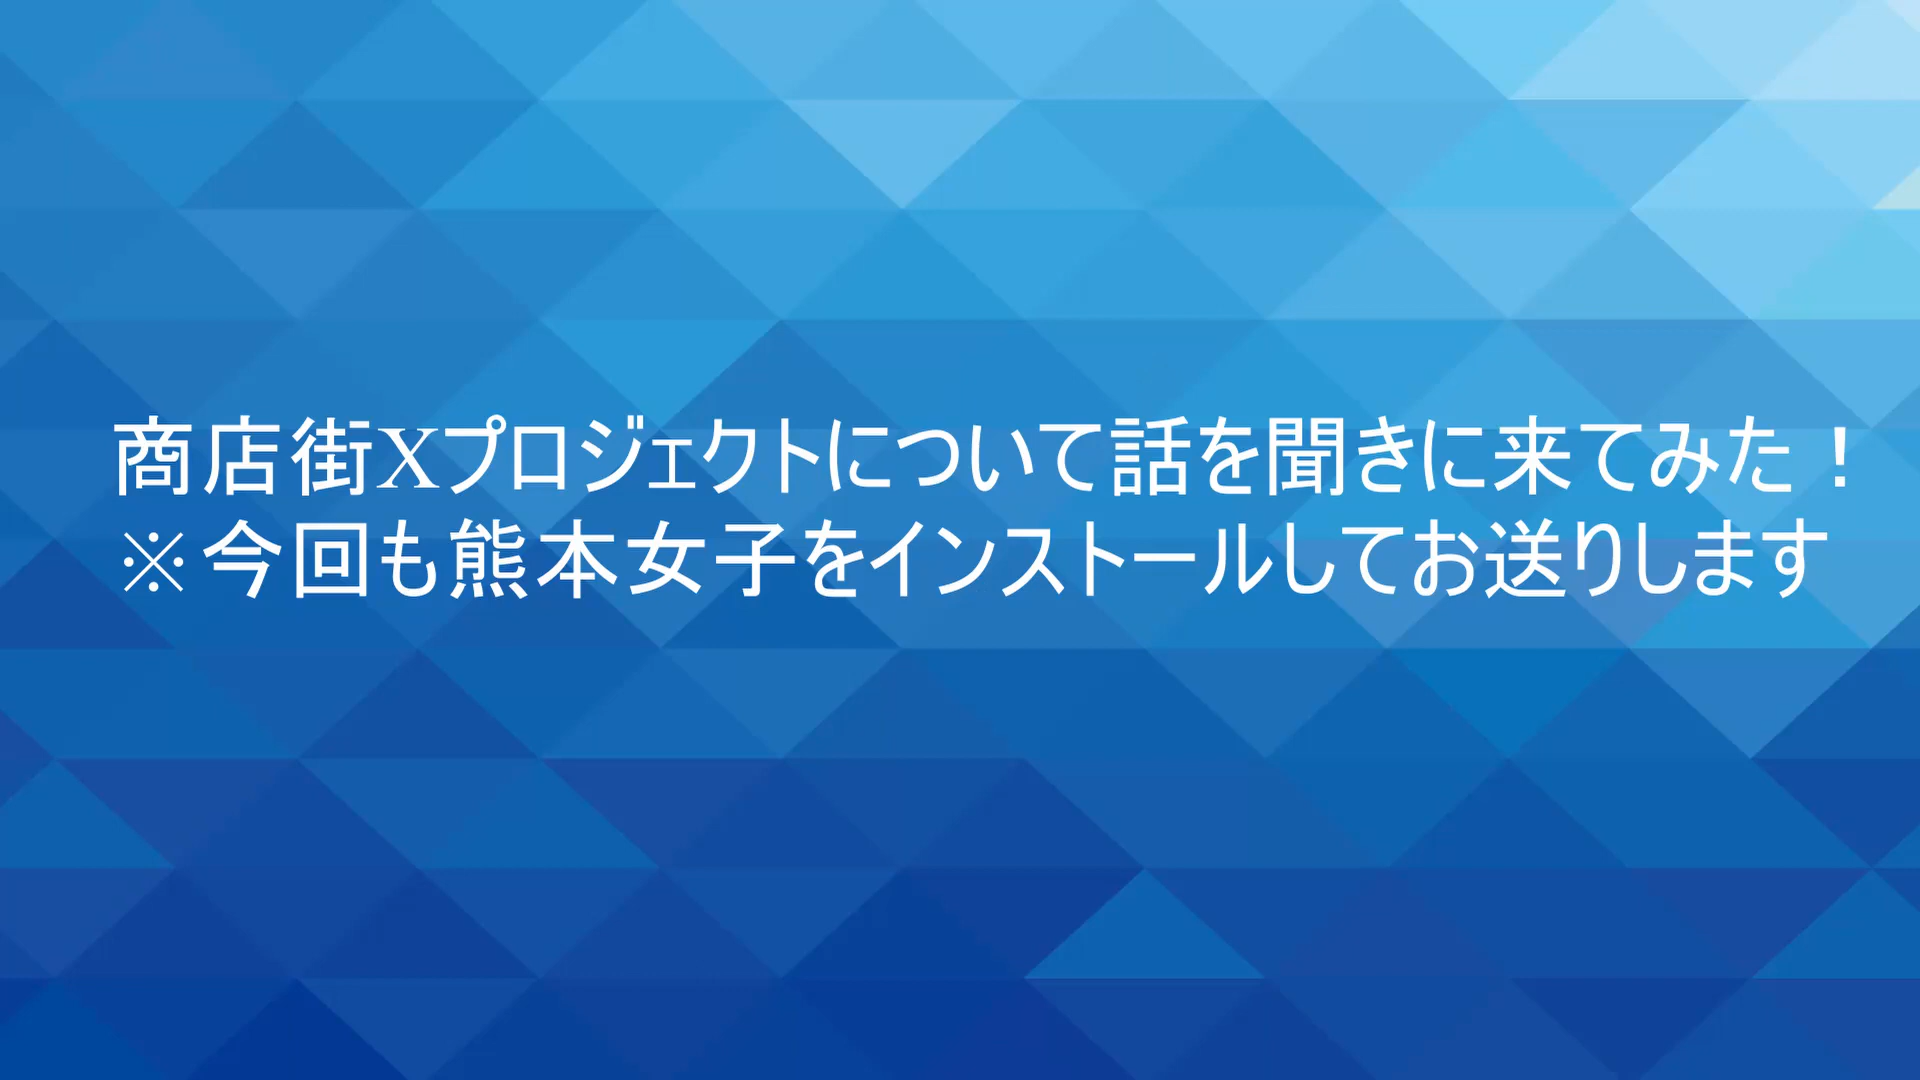 商店街Xプロジェクトについて話を聞きに来てみた！
※今回も熊本女子をインストールしてお送りします